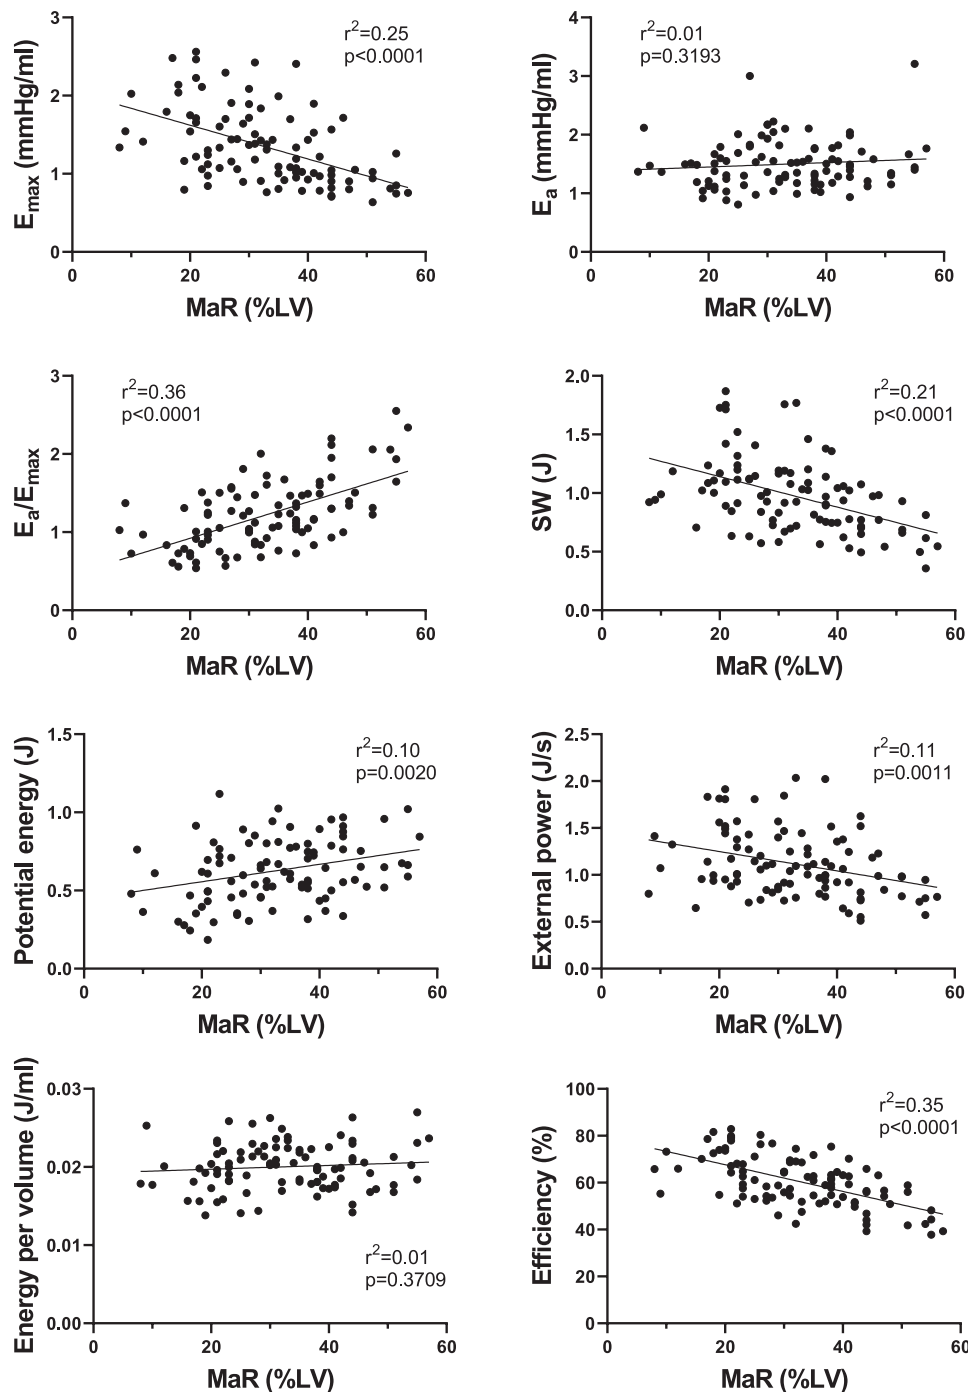 r²=0.25
p<0.0001
E_max (mmHg/ml)
3
2
1
0
0 20 40 60
MaR (%LV)
r²=0.01
p=0.3193
E_a (mmHg/ml)
4
3
2
1
0
0 20 40 60
MaR (%LV)
r²=0.36
p<0.0001
E_a/E_max
3
2
1
0
0 20 40 60
MaR (%LV)
r²=0.21
p<0.0001
SW (J)
2.0
1.5
1.0
0.5
0.0
0 20 40 60
MaR (%LV)
r²=0.10
p=0.0020
Potential energy (J)
1.5
1.0
0.5
0.0
0 20 40 60
MaR (%LV)
r²=0.11
p=0.0011
External power (J/s)
2.5
2.0
1.5
1.0
0.5
0.0
0 20 40 60
MaR (%LV)
r²=0.01
p=0.3709
Energy per volume (J/ml)
0.03
0.02
0.01
0.00
0 20 40 60
MaR (%LV)
r²=0.35
p<0.0001
Efficiency (%)
100
80
60
40
20
0
0 20 40 60
MaR (%LV)